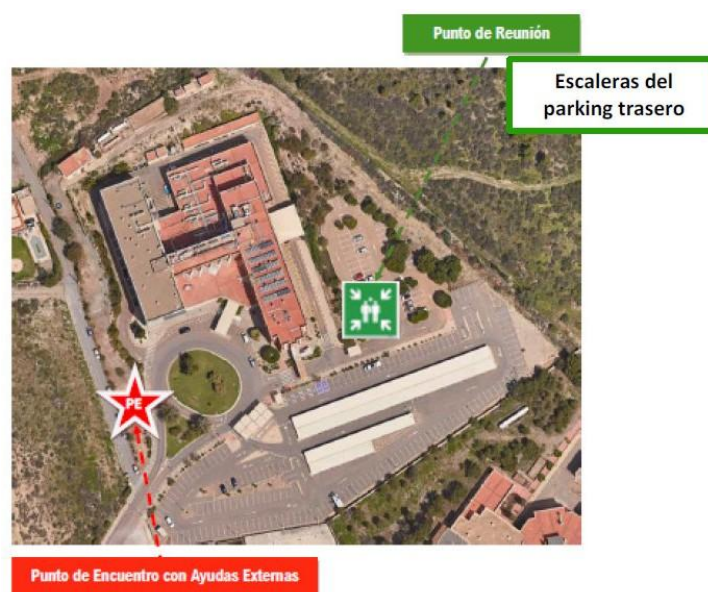 Punto de Reunión
Escaleras del
parking trasero
PE
Punto de Encuentro con Ayudas Externas